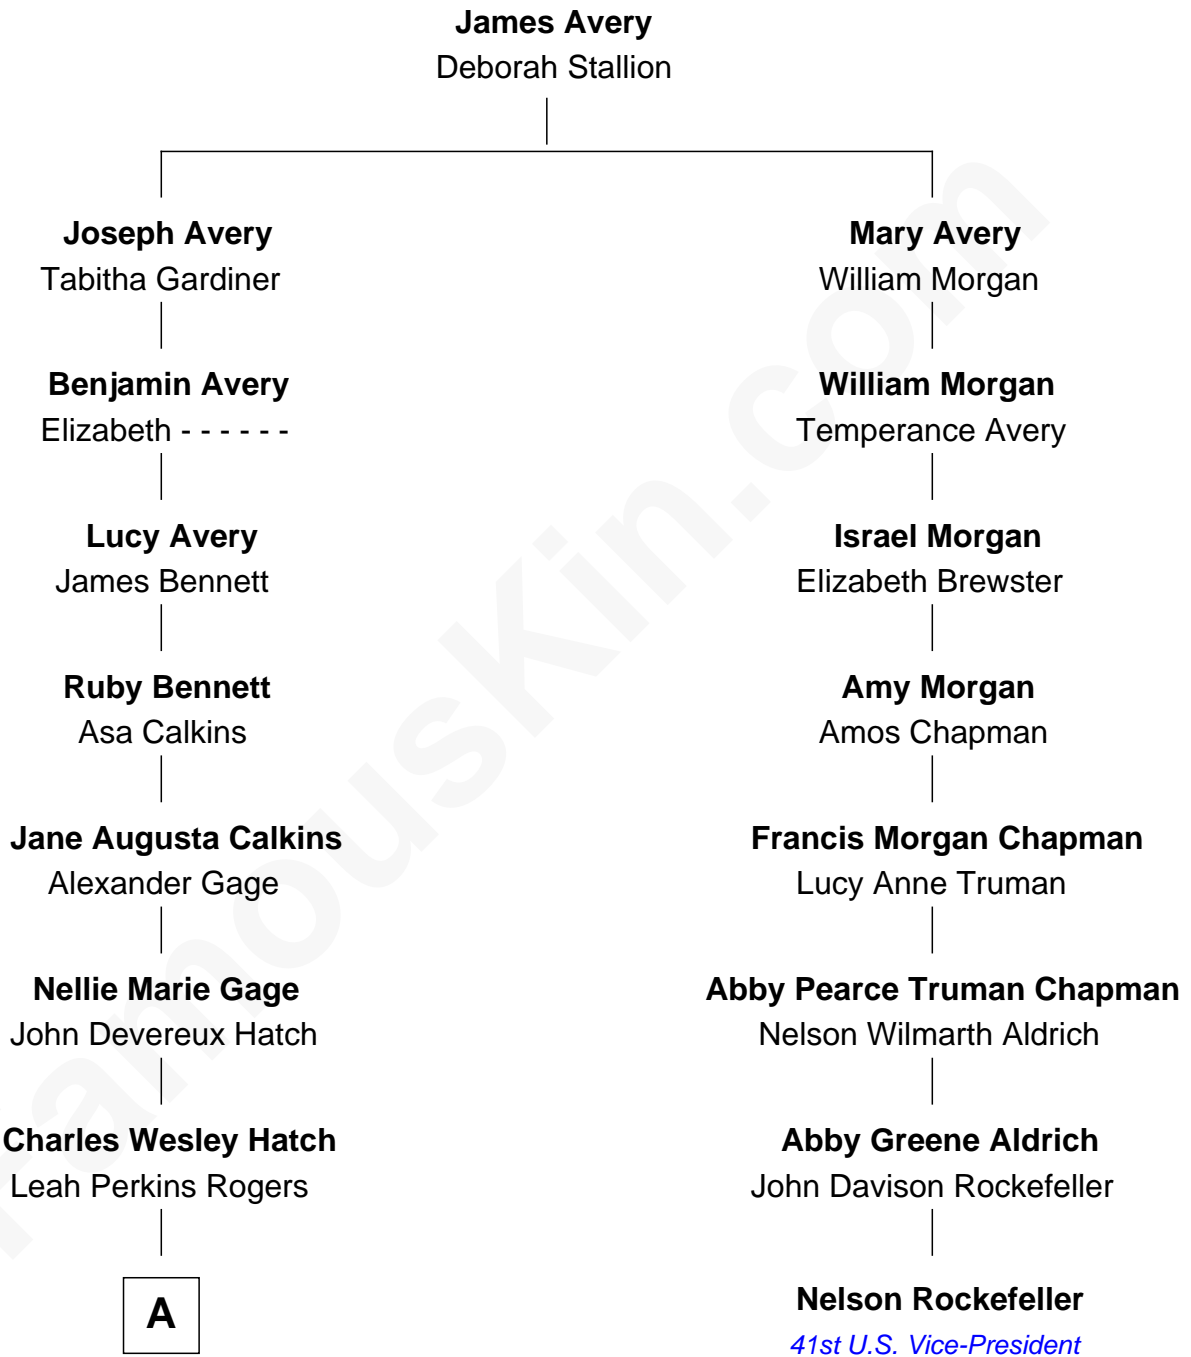 James Avery
Deborah Stallion
Joseph Avery
Tabitha Gardiner
Mary Avery
William Morgan
Benjamin Avery
Elizabeth - - - - - -
William Morgan
Temperance Avery
Lucy Avery
James Bennett
Israel Morgan
Elizabeth Brewster
Ruby Bennett
Asa Calkins
Amy Morgan
Amos Chapman
Jane Augusta Calkins
Alexander Gage
Francis Morgan Chapman
Lucy Anne Truman
Nellie Marie Gage
John Devereux Hatch
Abby Pearce Truman Chapman
Nelson Wilmarth Aldrich
Charles Wesley Hatch
Leah Perkins Rogers
Abby Greene Aldrich
John Davison Rockefeller
A
Nelson Rockefeller
41st U.S. Vice-President
FamousKin.com